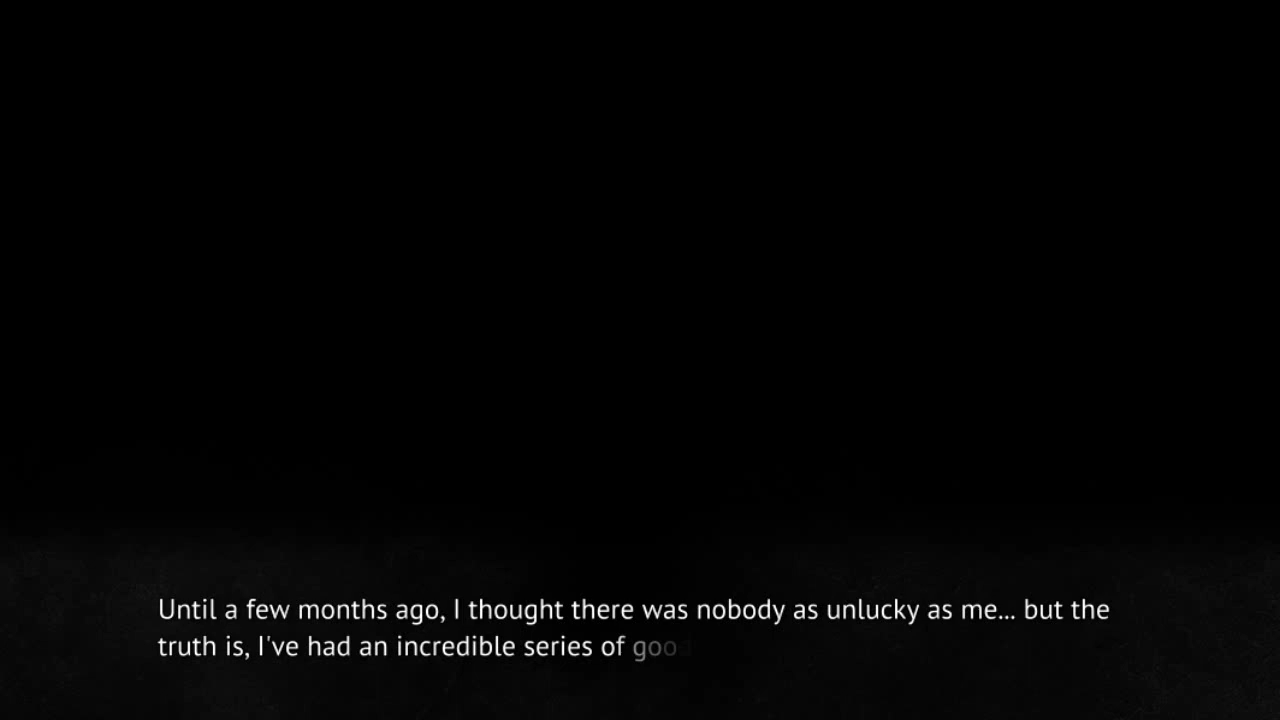 Until a few months ago, I thought there was nobody as unlucky as me... but the
truth is, I've had an incredible series of good